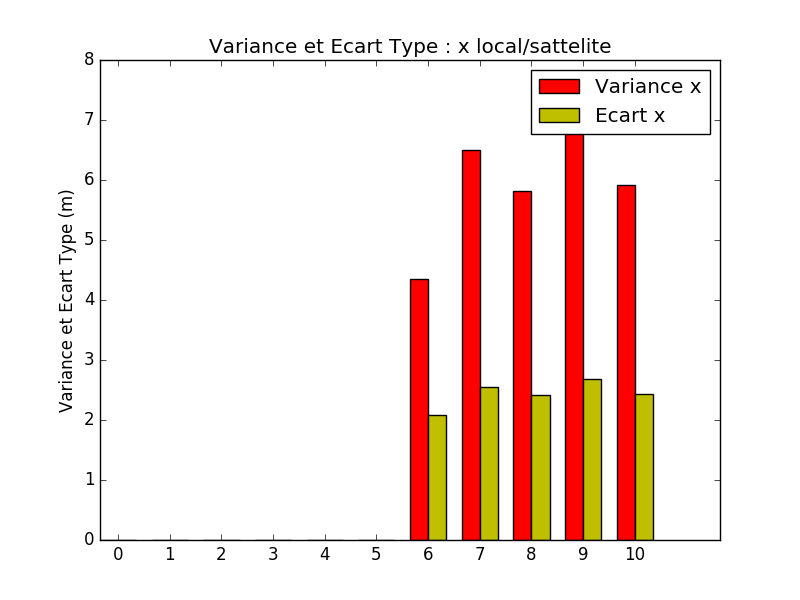 Variance et Ecart Type : x local/sattelite
Variance x
Ecart x
Variance et Ecart Type (m)
8
7
6
5
4
3
2
1
0
0 1 2 3 4 5 6 7 8 9 10